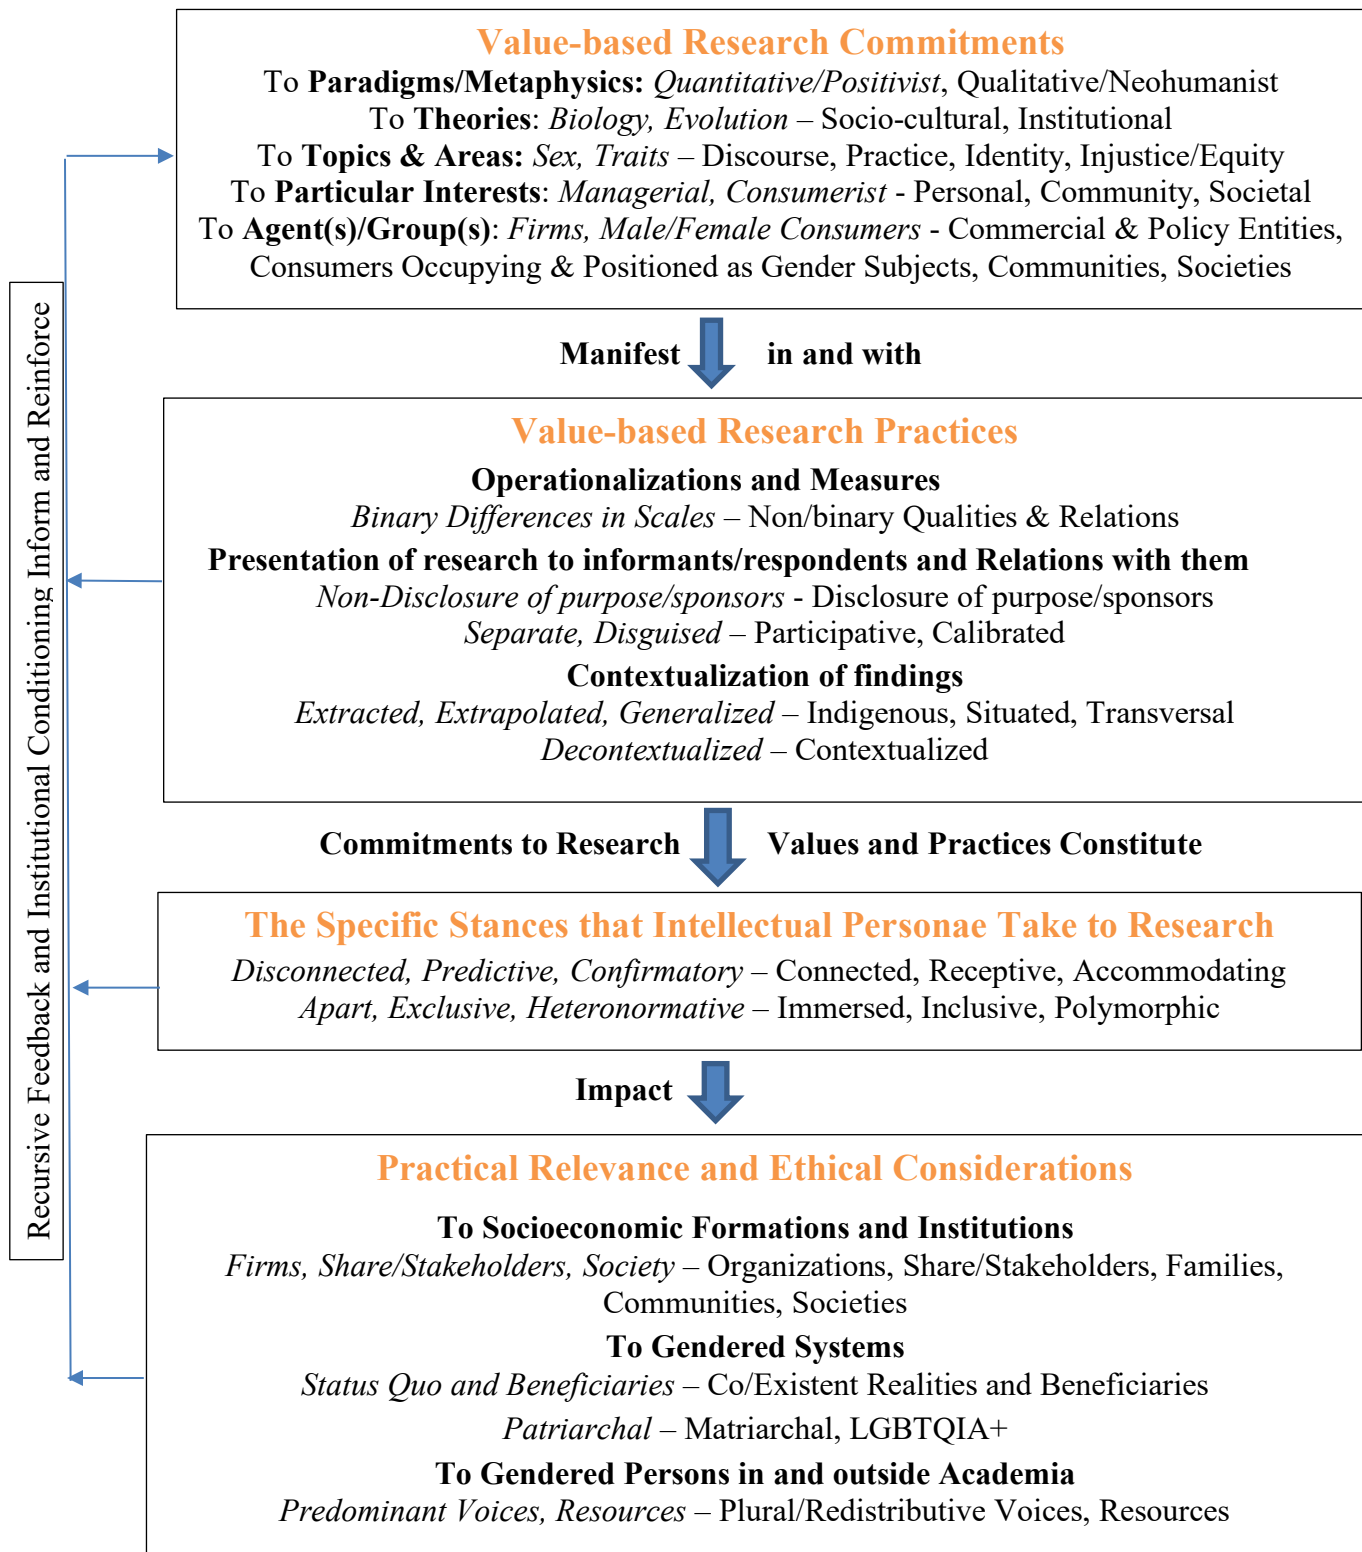 Value-based Research Commitments
To Paradigms/Metaphysics: Quantitative/Positivist, Qualitative/Neohumanist
To Theories: Biology, Evolution – Socio-cultural, Institutional
To Topics & Areas: Sex, Traits – Discourse, Practice, Identity, Injustice/Equity
To Particular Interests: Managerial, Consumerist - Personal, Community, Societal
To Agent(s)/Group(s): Firms, Male/Female Consumers - Commercial & Policy Entities,
Consumers Occupying & Positioned as Gender Subjects, Communities, Societies
Manifest in and with
Value-based Research Practices
Operationalizations and Measures
Binary Differences in Scales – Non/binary Qualities & Relations
Presentation of research to informants/respondents and Relations with them
Non-Disclosure of purpose/sponsors - Disclosure of purpose/sponsors
Separate, Disguised – Participative, Calibrated
Contextualization of findings
Extracted, Extrapolated, Generalized – Indigenous, Situated, Transversal
Decontextualized – Contextualized
Commitments to Research Values and Practices Constitute
The Specific Stances that Intellectual Personae Take to Research
Disconnected, Predictive, Confirmatory – Connected, Receptive, Accommodating
Apart, Exclusive, Heteronormative – Immersed, Inclusive, Polymorphic
Impact
Practical Relevance and Ethical Considerations
To Socioeconomic Formations and Institutions
Firms, Share/Stakeholders, Society – Organizations, Share/Stakeholders, Families,
Communities, Societies
To Gendered Systems
Status Quo and Beneficiaries – Co/Existent Realities and Beneficiaries
Patriarchal – Matriarchal, LGBTQIA+
To Gendered Persons in and outside Academia
Predominant Voices, Resources – Plural/Redistributive Voices, Resources
Recursive Feedback and Institutional Conditioning Inform and Reinforce